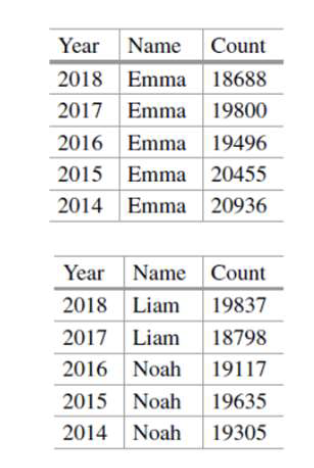 Year Name Count
2018 Emma 18688
2017 Emma 19800
2016 Emma 19496
2015 Emma 20455
2014 Emma 20936
Year Name Count
2018 Liam 19837
2017 Liam 18798
2016 Noah 19117
2015 Noah 19635
2014 Noah 19305